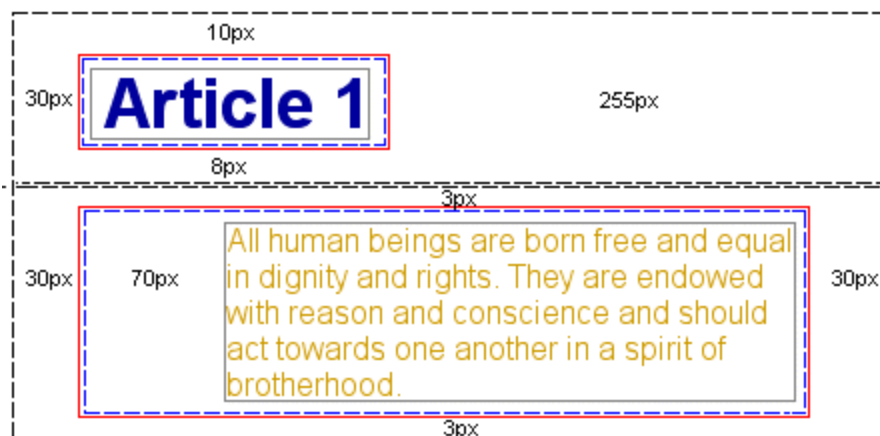 10px
30px
Article 1
255px
8px
3px
All human beings are born free and equal
in dignity and rights. They are endowed
30px
70px
30px
with reason and conscience and should
act towards one another in a spirit of
brotherhood.
3px